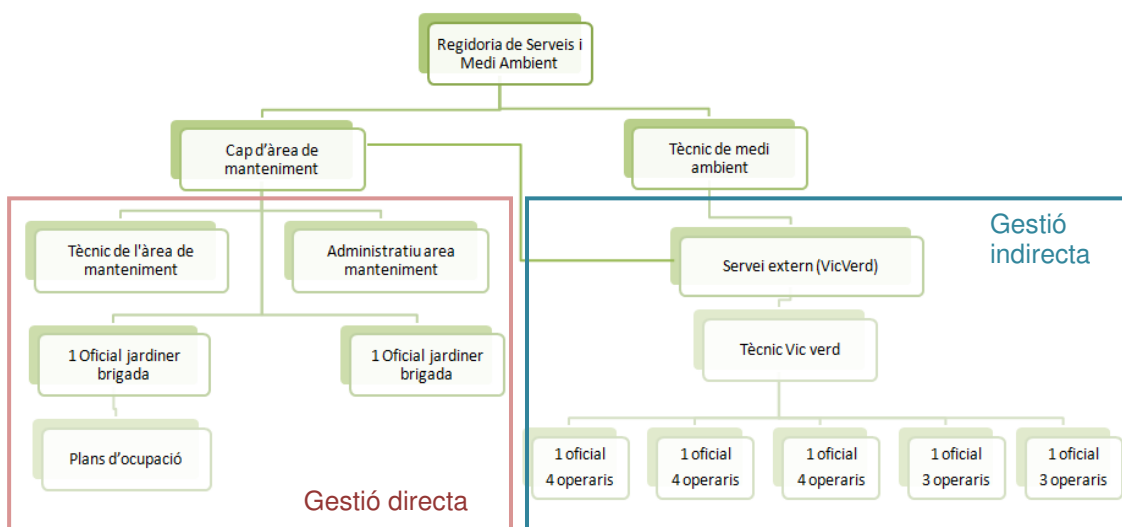 Regidoria de Serveis i
Medi Ambient
Cap d'àrea de
manteniment
Tècnic de medi
ambient
Tècnic de l'àrea de
manteniment
Administratiu area
manteniment
Gestió
indirecta
Servei extern (VicVerd)
1 Oficial jardiner
brigada
1 Oficial jardiner
brigada
Tècnic Vic verd
Plans d'ocupació
1 oficial
4 operaris
1 oficial
4 operaris
1 oficial
4 operaris
1 oficial
3 operaris
1 oficial
3 operaris
Gestió directa